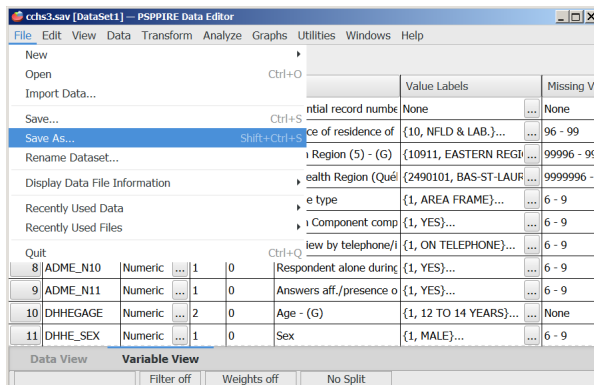 cchs3.sav [DataSet1] — PSPPIRE Data Editor
File Edit View Data Transform Analyze Graphs Utilities Windows Help
New
Open Ctrl+O
Import Data...
Value Labels Missing V
Save... Ctrl+S
ntial record numbe None ... None
Save As... Shift+Ctrl+S
ce of residence of {10, NFLD & LAB.}... ... 96 - 99
Rename Dataset...
Region (5) - (G) {10911, EASTERN REGI ... 99996 - 99
Display Data File Information
ealth Region (Quél {2490101, BAS-ST-LAUR ... 9999996 -
e type {1, AREA FRAME}... ... 6 - 9
Recently Used Data
Recently Used Files
Component comp {1, YES}... ... 6 - 9
iew by telephone/i {1, ON TELEPHONE}... ... 6 - 9
Quit Ctrl+Q
8 ADME_N10 Numeric ... 1 0 Respondent alone during {1, YES}... ... 6 - 9
9 ADME_N11 Numeric ... 1 0 Answers aff./presence o {1, YES}... ... 6 - 9
10 DHHEGAGE Numeric ... 2 0 Age - (G) {1, 12 TO 14 YEARS}... ... None
11 DHHE_SEX Numeric ... 1 0 Sex {1, MALE}... ... 6 - 9
Data View Variable View
Filter off Weights off No Split